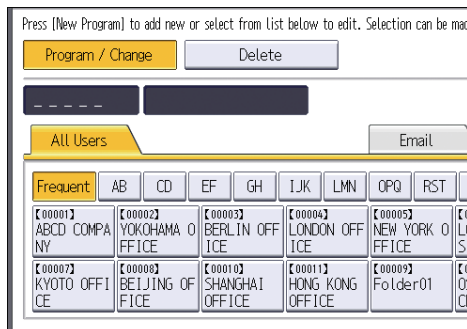 Press [New Program] to add new or select from list below to edit. Selection can be
Program / Change Delete
_ _ _ _ _
All Users Email
Frequent AB CD EF GH IJK LMN OPQ RST
【00001】 【00002】 【00003】 【00004】 【00005】
ABCD COMPA YOKOHAMA O BERLIN OFF LONDON OFF NEW YORK O
NY FFICE ICE ICE FFICE
【00007】 【00008】 【00010】 【00011】 【00009】
KYOTO OFFI BEIJING OF SHANGHAI HONG KONG Folder01
CE FICE OFFICE OFFICE